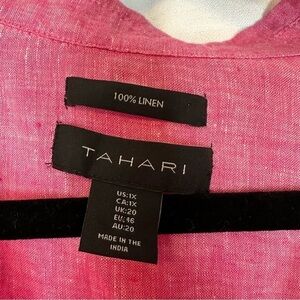 100% LINEN
TAHARI
US:1X
CA:1X
UK:20
EU:46
AU:20
MADE IN THE
INDIA